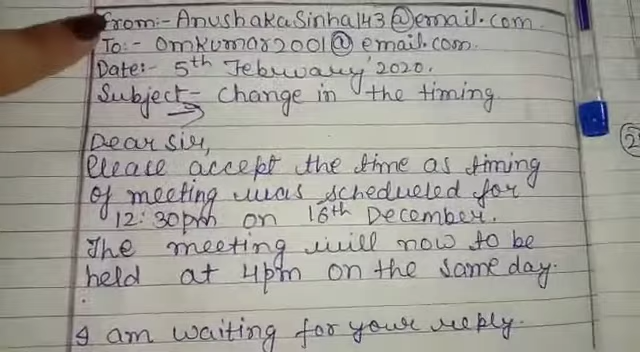 From:- AnushakaSinha143@email.com
To:- Omkumar2001@email.com.
Date:- 5th February' 2020.
Subject- Change in the timing
Dear Sir,
Please accept the time as timing
of meeting was scheduled for
12:30pm on 16th December.
The meeting will now to be
held at 4pm on the same day.
I am waiting for your reply.